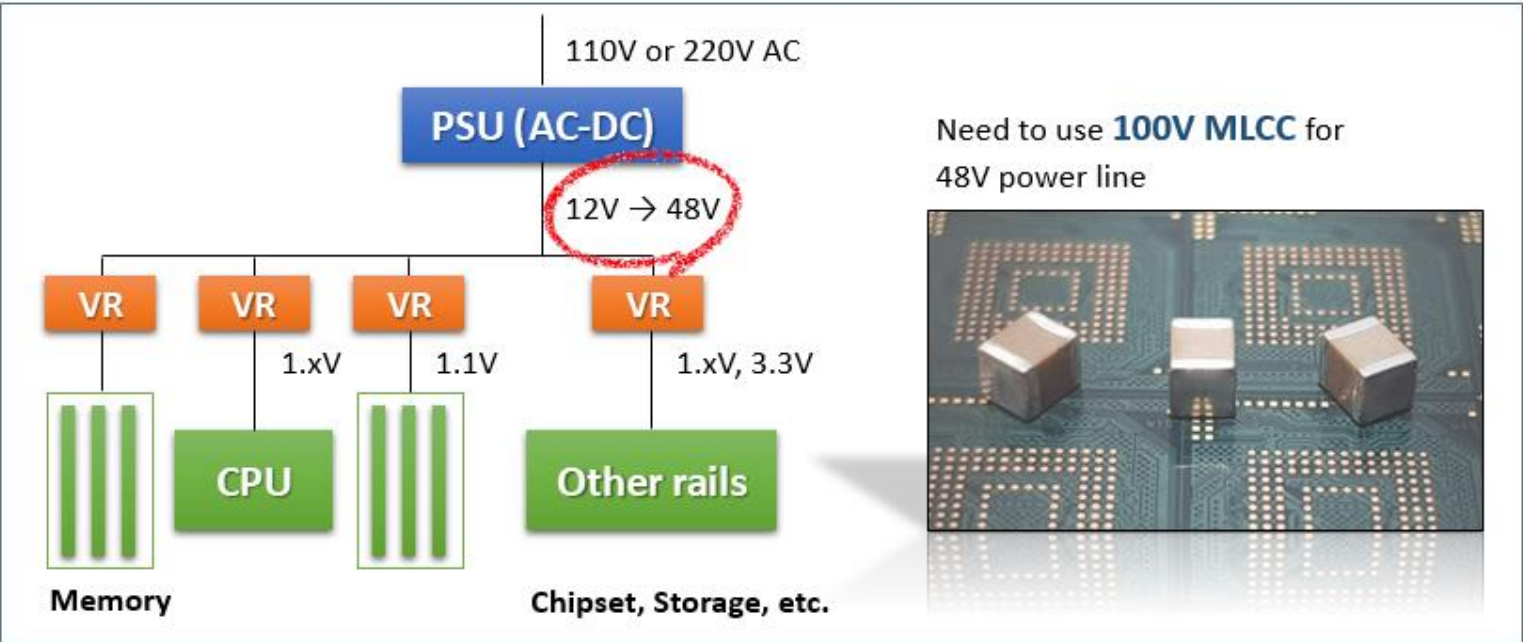 110V or 220V AC
PSU (AC-DC)
12V → 48V
VR
VR
VR
VR
1.xV
1.1V
1.xV, 3.3V
CPU
Other rails
Memory
Chipset, Storage, etc.
Need to use 100V MLCC for
48V power line